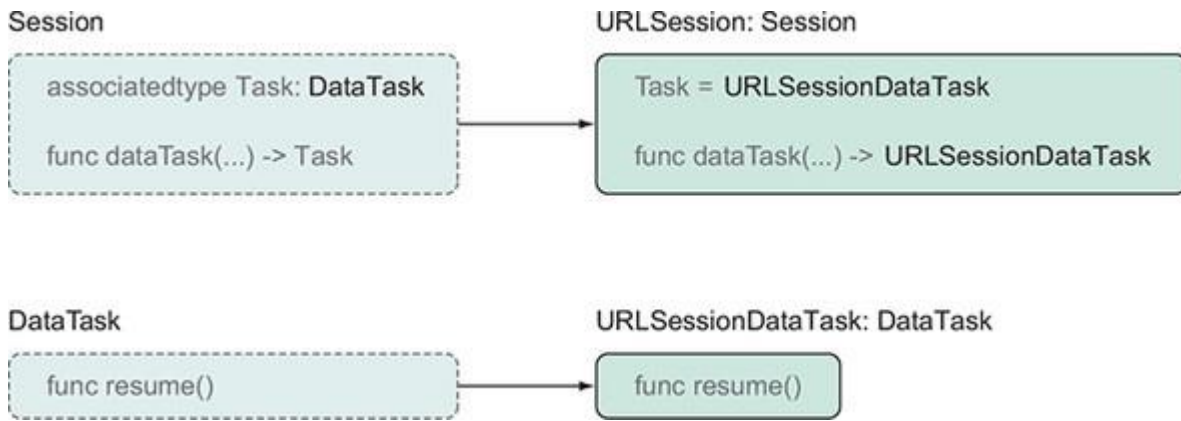 Session
associatedtype Task: DataTask
func dataTask(...) -> Task
URLSession: Session
Task = URLSessionDataTask
func dataTask(...) -> URLSessionDataTask
DataTask
func resume()
URLSessionDataTask: DataTask
func resume()